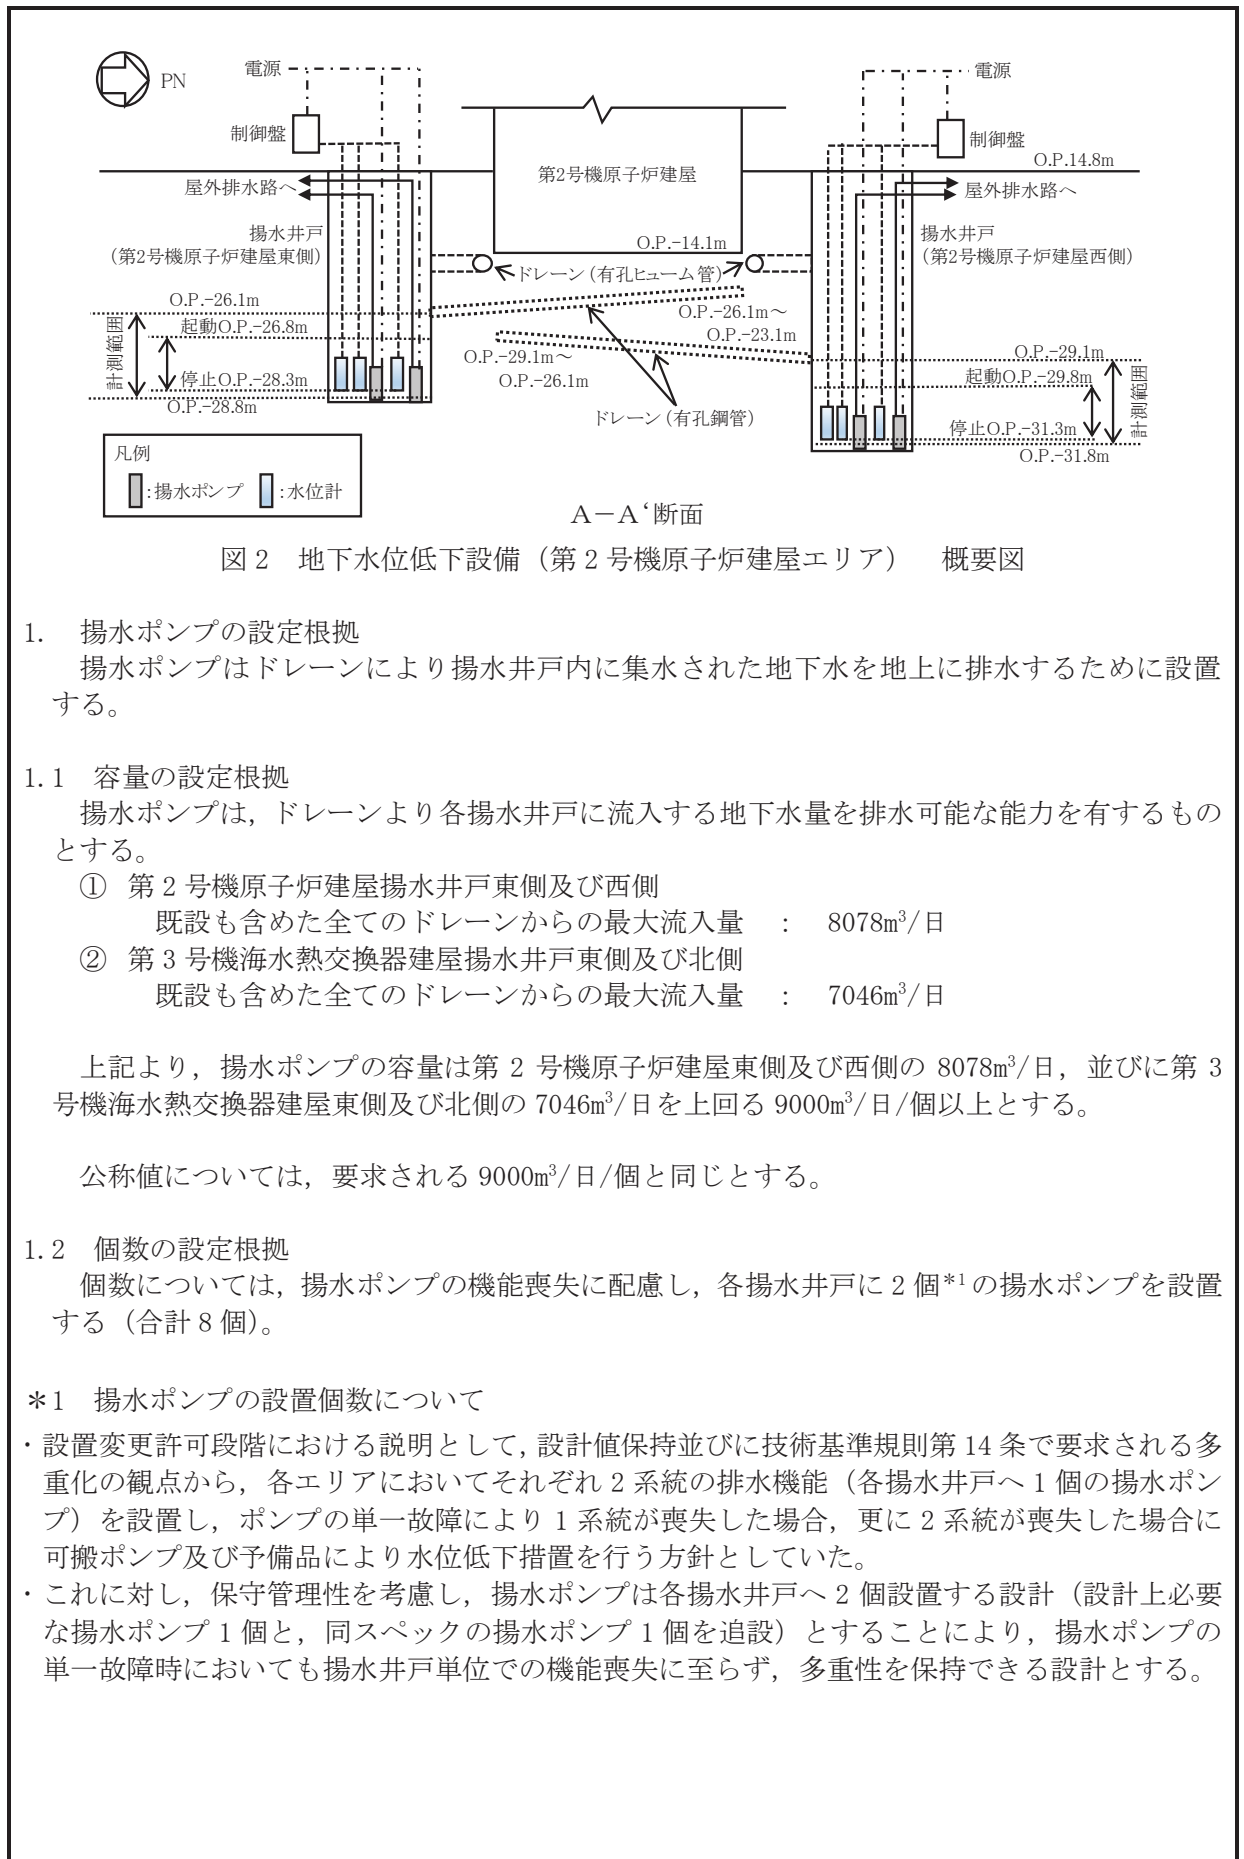 PN
電源
電源
制御盤
制御盤
第2号機原子炉建屋
O.P.14.8m
屋外排水路へ
屋外排水路へ
揚水井戸
(第2号機原子炉建屋東側)
O.P.-14.1m
揚水井戸
(第2号機原子炉建屋西側)
ドレーン(有孔ヒューム管)
O.P.-26.1m
起動O.P.-26.8m
計測範囲
停止O.P.-28.3m
O.P.-28.8m
O.P.-26.1m～
O.P.-23.1m
O.P.-29.1m～
O.P.-26.1m
ドレーン(有孔鋼管)
O.P.-29.1m
起動O.P.-29.8m
計測範囲
停止O.P.-31.3m
O.P.-31.8m
凡例
:揚水ポンプ :水位計
A－A‘断面
図2 地下水位低下設備(第2号機原子炉建屋エリア) 概要図
1. 揚水ポンプの設定根拠
揚水ポンプはドレーンにより揚水井戸内に集水された地下水を地上に排水するために設置
する。
1.1 容量の設定根拠
揚水ポンプは，ドレーンより各揚水井戸に流入する地下水量を排水可能な能力を有するもの
とする。
① 第2号機原子炉建屋揚水井戸東側及び西側
既設も含めた全てのドレーンからの最大流入量 : 8078m³/日
② 第3号機海水熱交換器建屋揚水井戸東側及び北側
既設も含めた全てのドレーンからの最大流入量 : 7046m³/日
上記より，揚水ポンプの容量は第2号機原子炉建屋東側及び西側の8078m³/日，並びに第3
号機海水熱交換器建屋東側及び北側の7046m³/日を上回る9000m³/日/個以上とする。
公称値については，要求される9000m³/日/個と同じとする。
1.2 個数の設定根拠
個数については，揚水ポンプの機能喪失に配慮し，各揚水井戸に2個*1の揚水ポンプを設置
する(合計8個)。
＊1 揚水ポンプの設置個数について
・設置変更許可段階における説明として，設計値保持並びに技術基準規則第14条で要求される多
重化の観点から，各エリアにおいてそれぞれ2系統の排水機能(各揚水井戸へ1個の揚水ポン
プ)を設置し，ポンプの単一故障により1系統が喪失した場合，更に2系統が喪失した場合に
可搬ポンプ及び予備品により水位低下措置を行う方針としていた。
・これに対し，保守管理性を考慮し，揚水ポンプは各揚水井戸へ2個設置する設計(設計上必要
な揚水ポンプ1個と，同スペックの揚水ポンプ1個を追設)とすることにより，揚水ポンプの
単一故障時においても揚水井戸単位での機能喪失に至らず，多重性を保持できる設計とする。